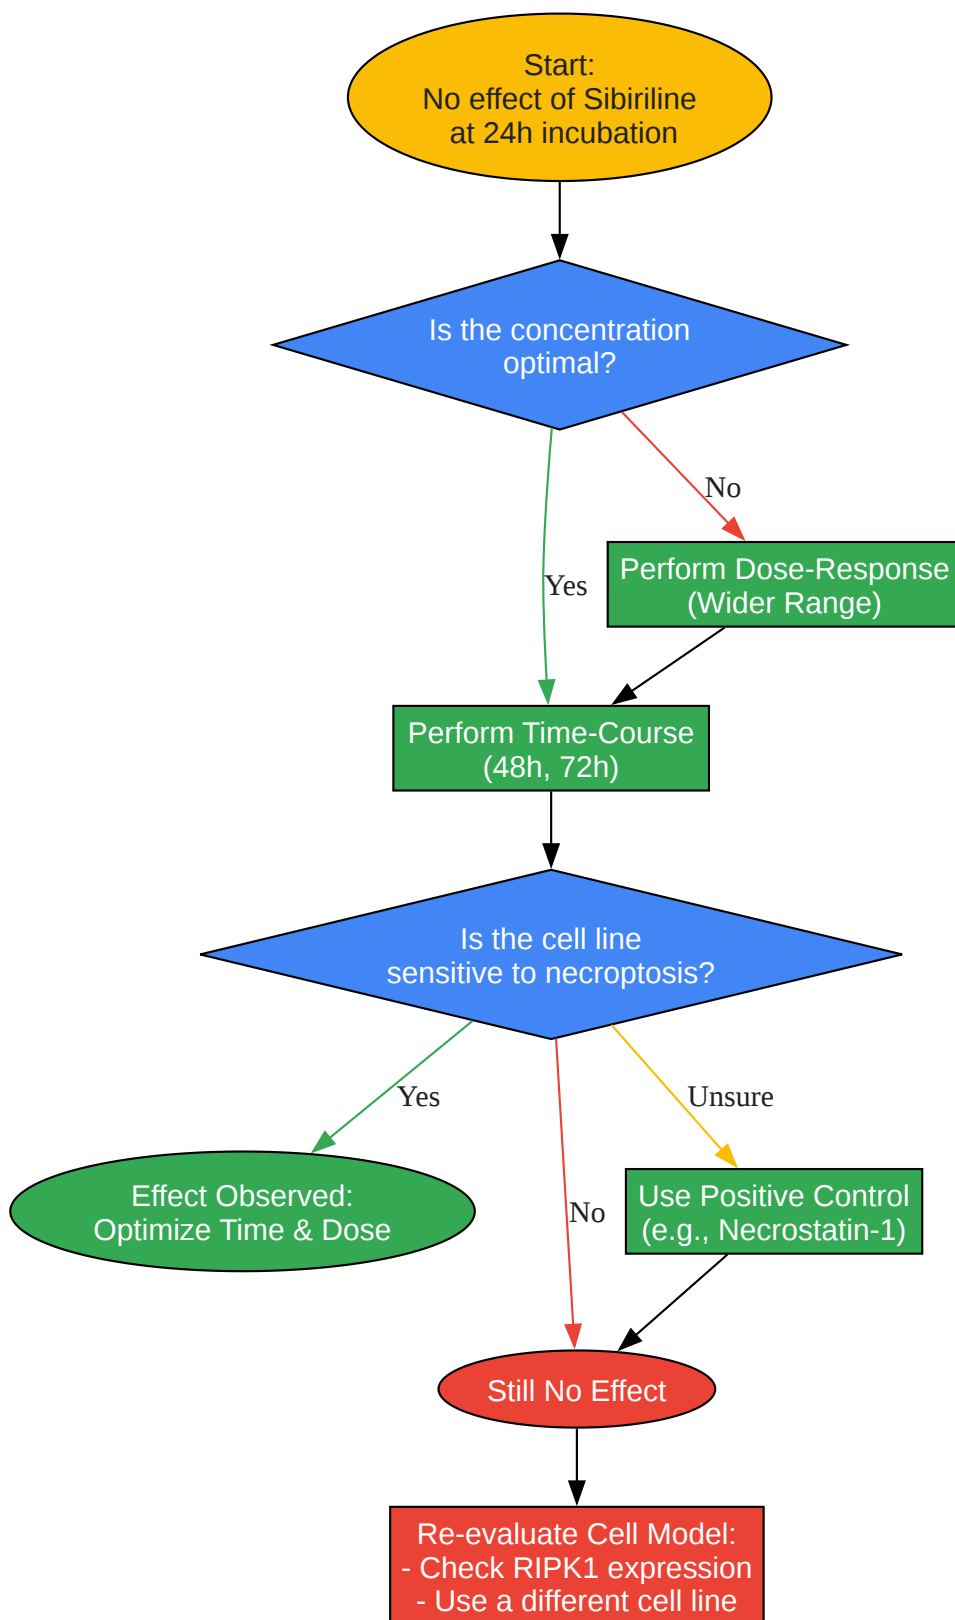 Start:
No effect of Sibiriline
at 24h incubation
Is the concentration
optimal?
No
Yes
Perform Dose-Response
(Wider Range)
Perform Time-Course
(48h, 72h)
Is the cell line
sensitive to necroptosis?
Yes
Unsure
No
Effect Observed:
Optimize Time & Dose
Use Positive Control
(e.g., Necrostatin-1)
Still No Effect
Re-evaluate Cell Model:
- Check RIPK1 expression
- Use a different cell line